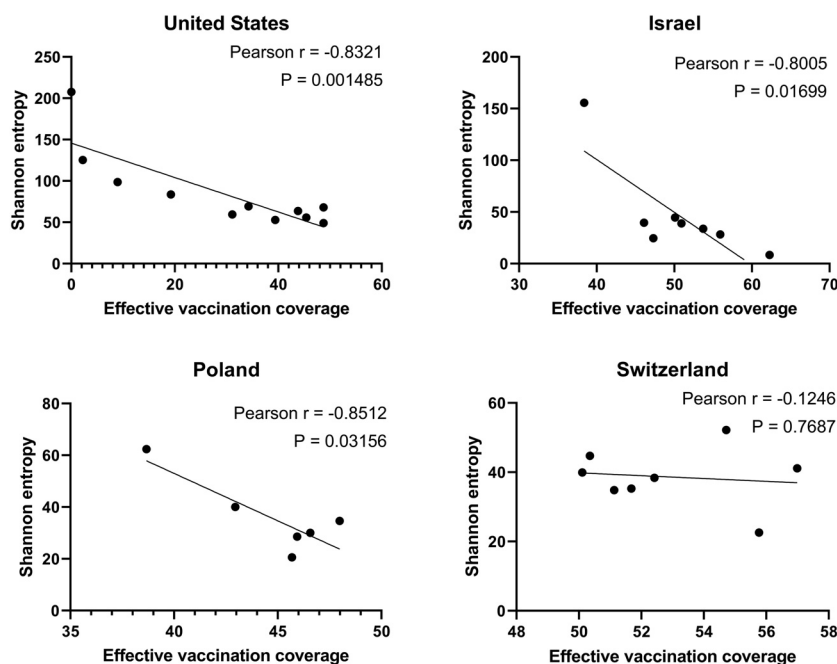 United States
Pearson r = -0.8321
P = 0.001485
250
200
150
100
50
0
0 20 40 60
Shannon entropy
Effective vaccination coverage
Israel
Pearson r = -0.8005
P = 0.01699
200
150
100
50
0
30 40 50 60 70
Shannon entropy
Effective vaccination coverage
Poland
Pearson r = -0.8512
P = 0.03156
80
60
40
20
0
35 40 45 50
Shannon entropy
Effective vaccination coverage
Switzerland
Pearson r = -0.1246
P = 0.7687
60
40
20
0
48 50 52 54 56 58
Shannon entropy
Effective vaccination coverage